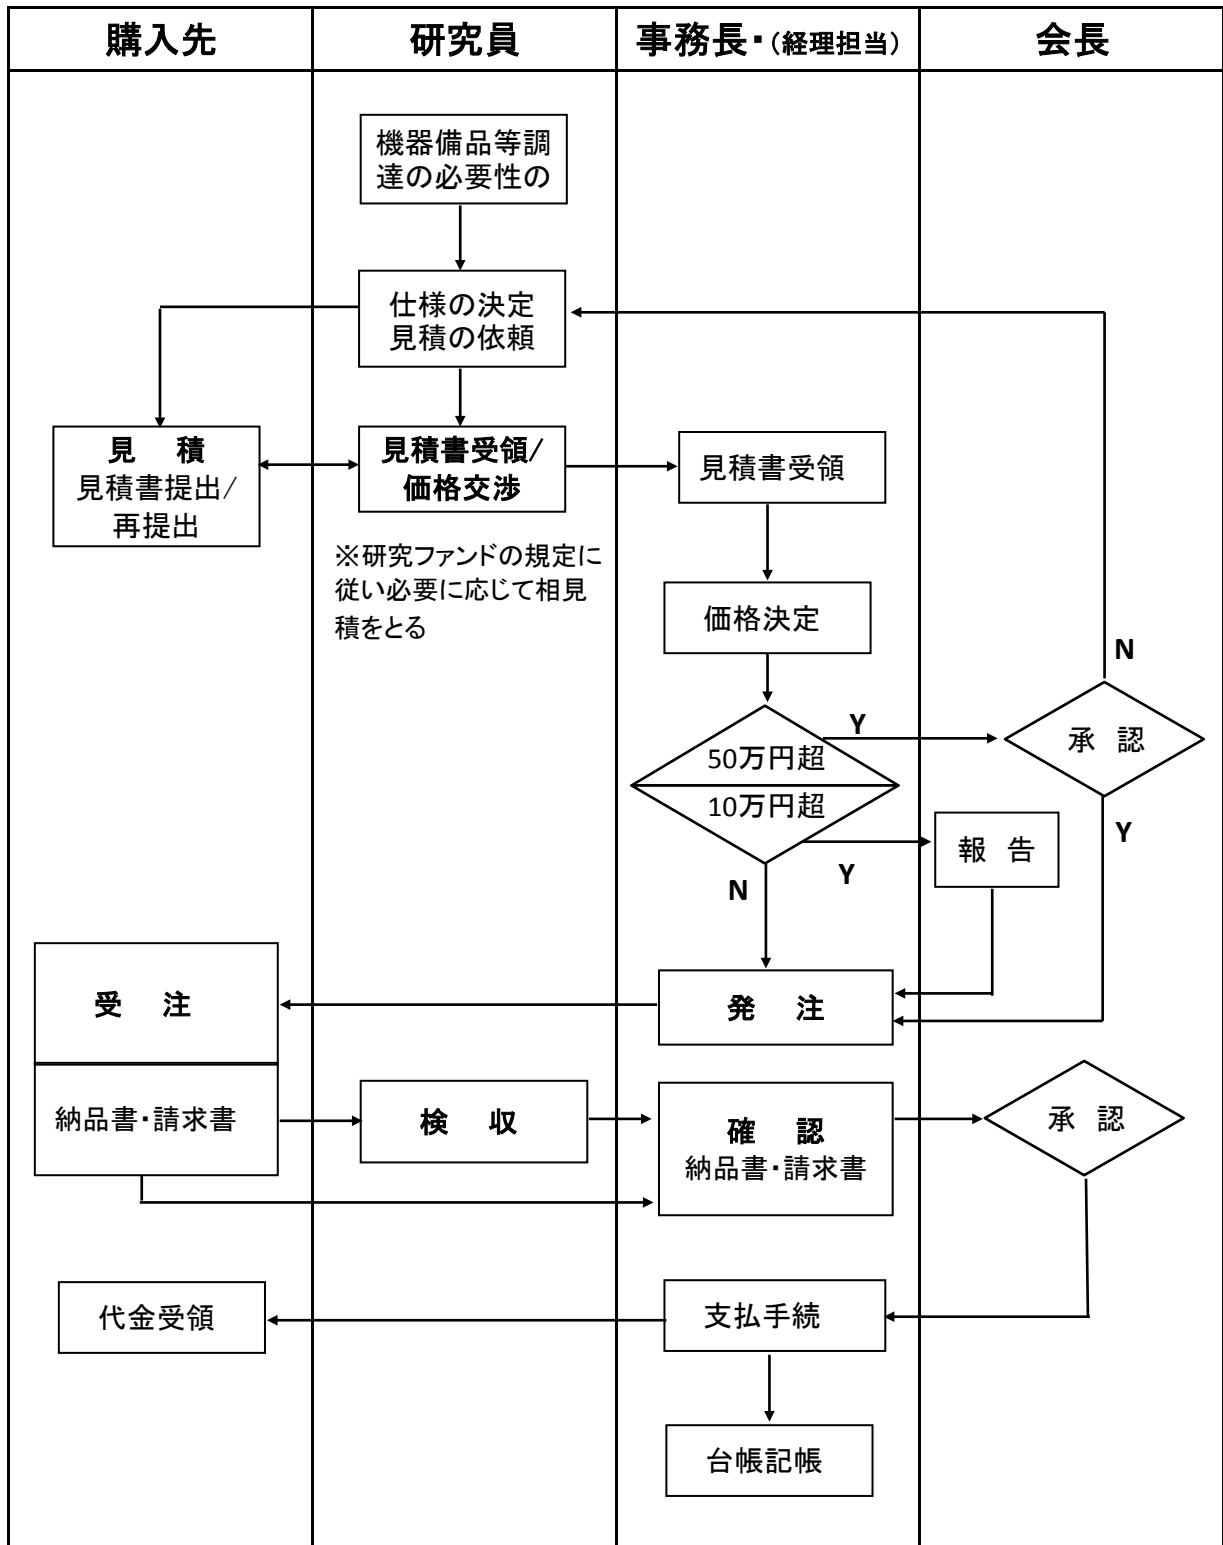 購入先
研究員
事務長・(経理担当)
会長
機器備品等調
達の必要性の
仕様の決定
見積の依頼
見 積
見積書提出/
再提出
見積書受領/
価格交渉
見積書受領
※研究ファンドの規定に
従い必要に応じて相見
積をとる
価格決定
N
Y
50万円超
承 認
10万円超
Y
報 告
Y
N
受 注
発 注
納品書・請求書
検 収
確 認
納品書・請求書
承 認
代金受領
支払手続
台帳記帳